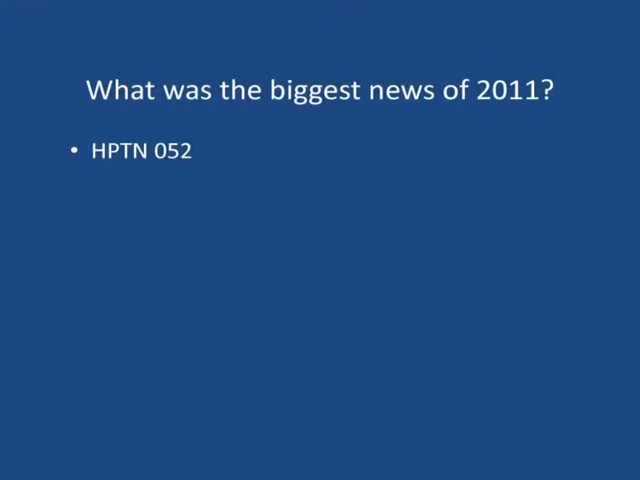 What was the biggest news of 2011?
• HPTN 052